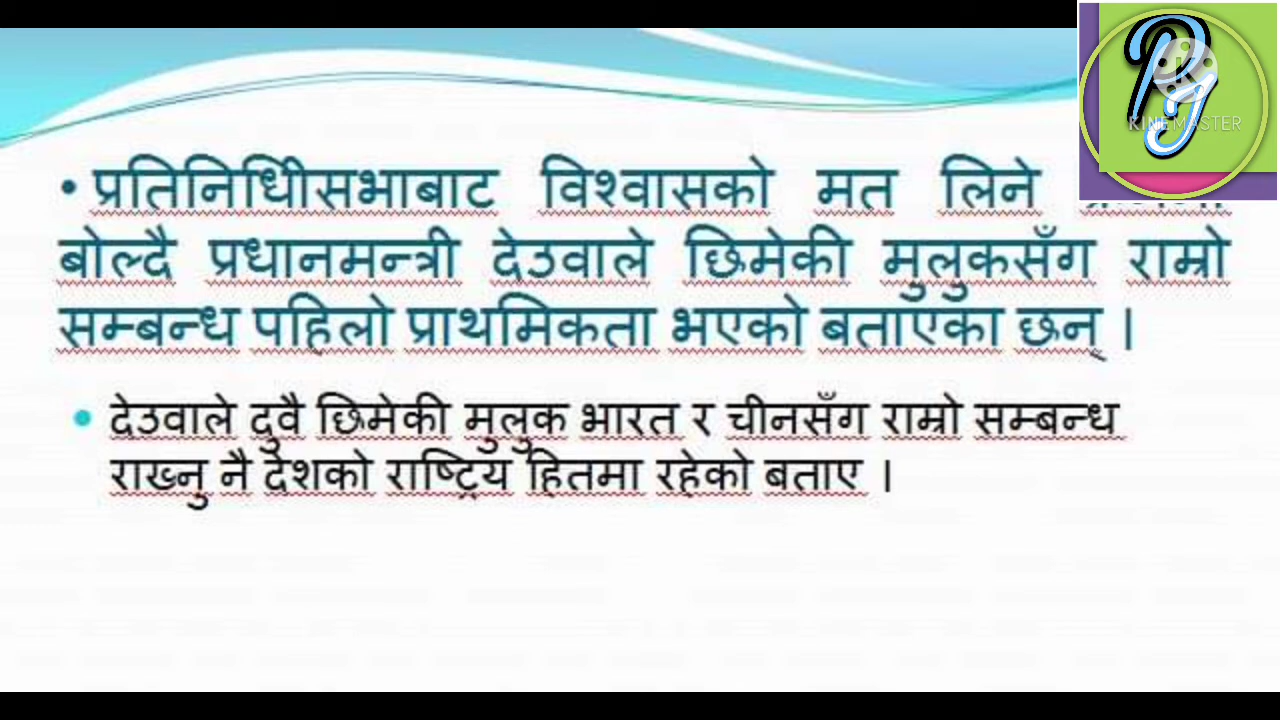 • प्रतिनिधीिसभाबाट विश्वासको मत लिने
बोल्दै प्रधानमन्त्री देउवाले छिमेकी मुलुकसँग राम्रो
सम्बन्ध पहिलो प्राथमिकता भएको बताएका छन् ।
• देउवाले दुवै छिमेकी मुलुक भारत र चीनसँग राम्रो सम्बन्ध
राख्नु नै देशको राष्ट्रिय हितमा रहेको बताए ।
KINEMASTER